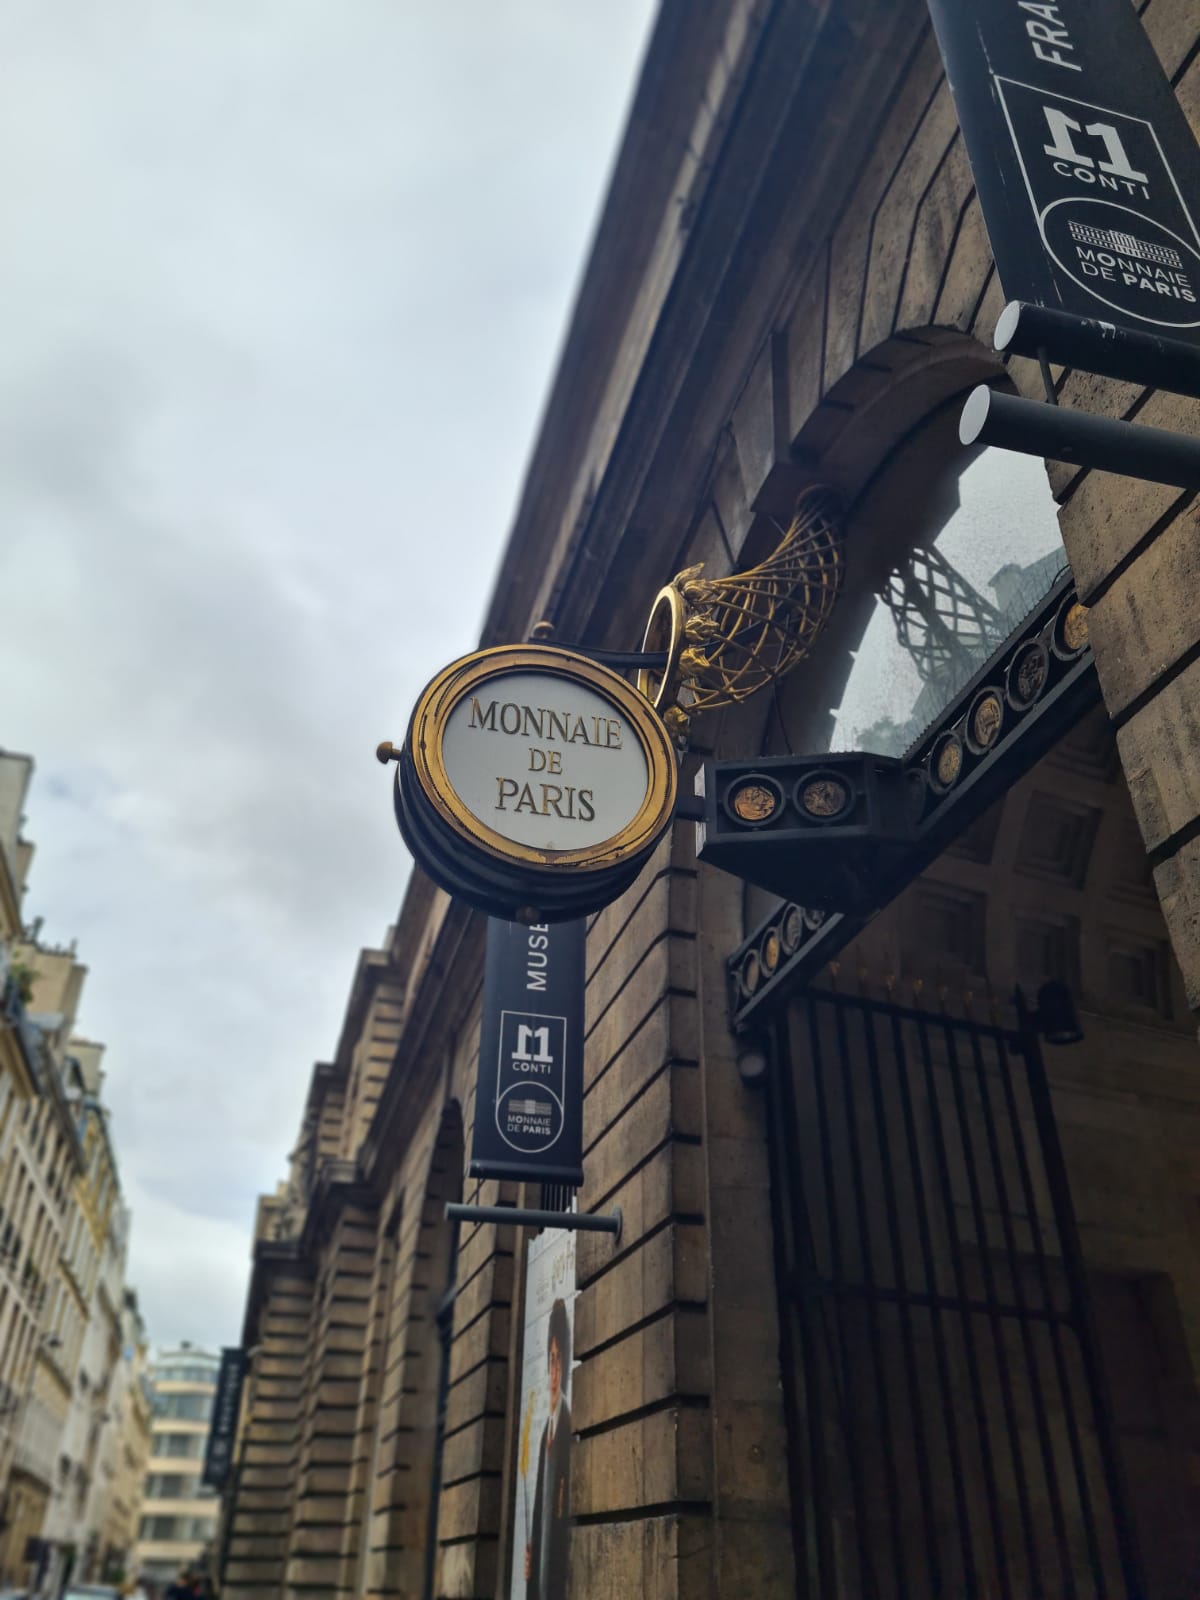 FRA
11
CONTI
MONNAIE
DE PARIS
MONNAIE
DE
PARIS
MUSE
11
CONTI
MONNAIE
DE PARIS